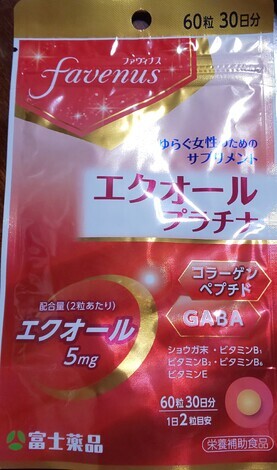 60粒 30日分
ファヴィナス
favenus
ゆらぐ女性のための
サプリメント
エクオール
プラチナ
コラーゲン
ペプチド
GABA
配合量(2粒あたり)
エクオール
5mg
ショウガ末・ビタミンB₁
ビタミンB₂・ビタミンB₆
ビタミンE
60粒 30日分
1日2粒目安
富士薬品
栄養補助食品